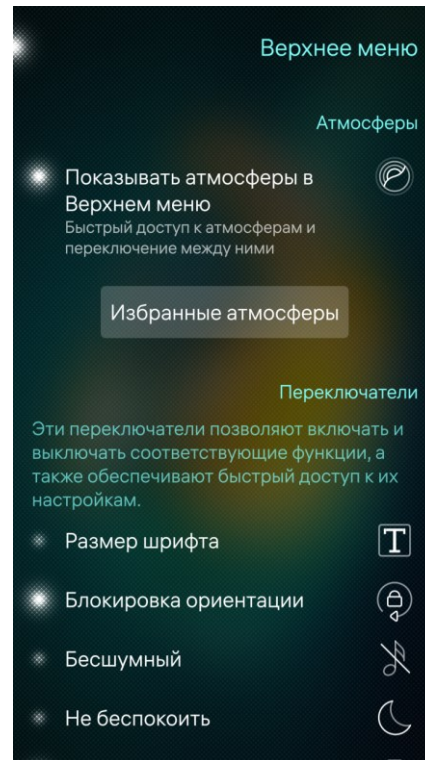 Верхнее меню
Атмосферы
Показывать атмосферы в
Верхнем меню
Быстрый доступ к атмосферам и
переключение между ними
Избранные атмосферы
Переключатели
Эти переключатели позволяют включать и
выключать соответствующие функции, а
также обеспечивают быстрый доступ к их
настройкам.
Размер шрифта
Блокировка ориентации
Бесшумный
Не беспокоить